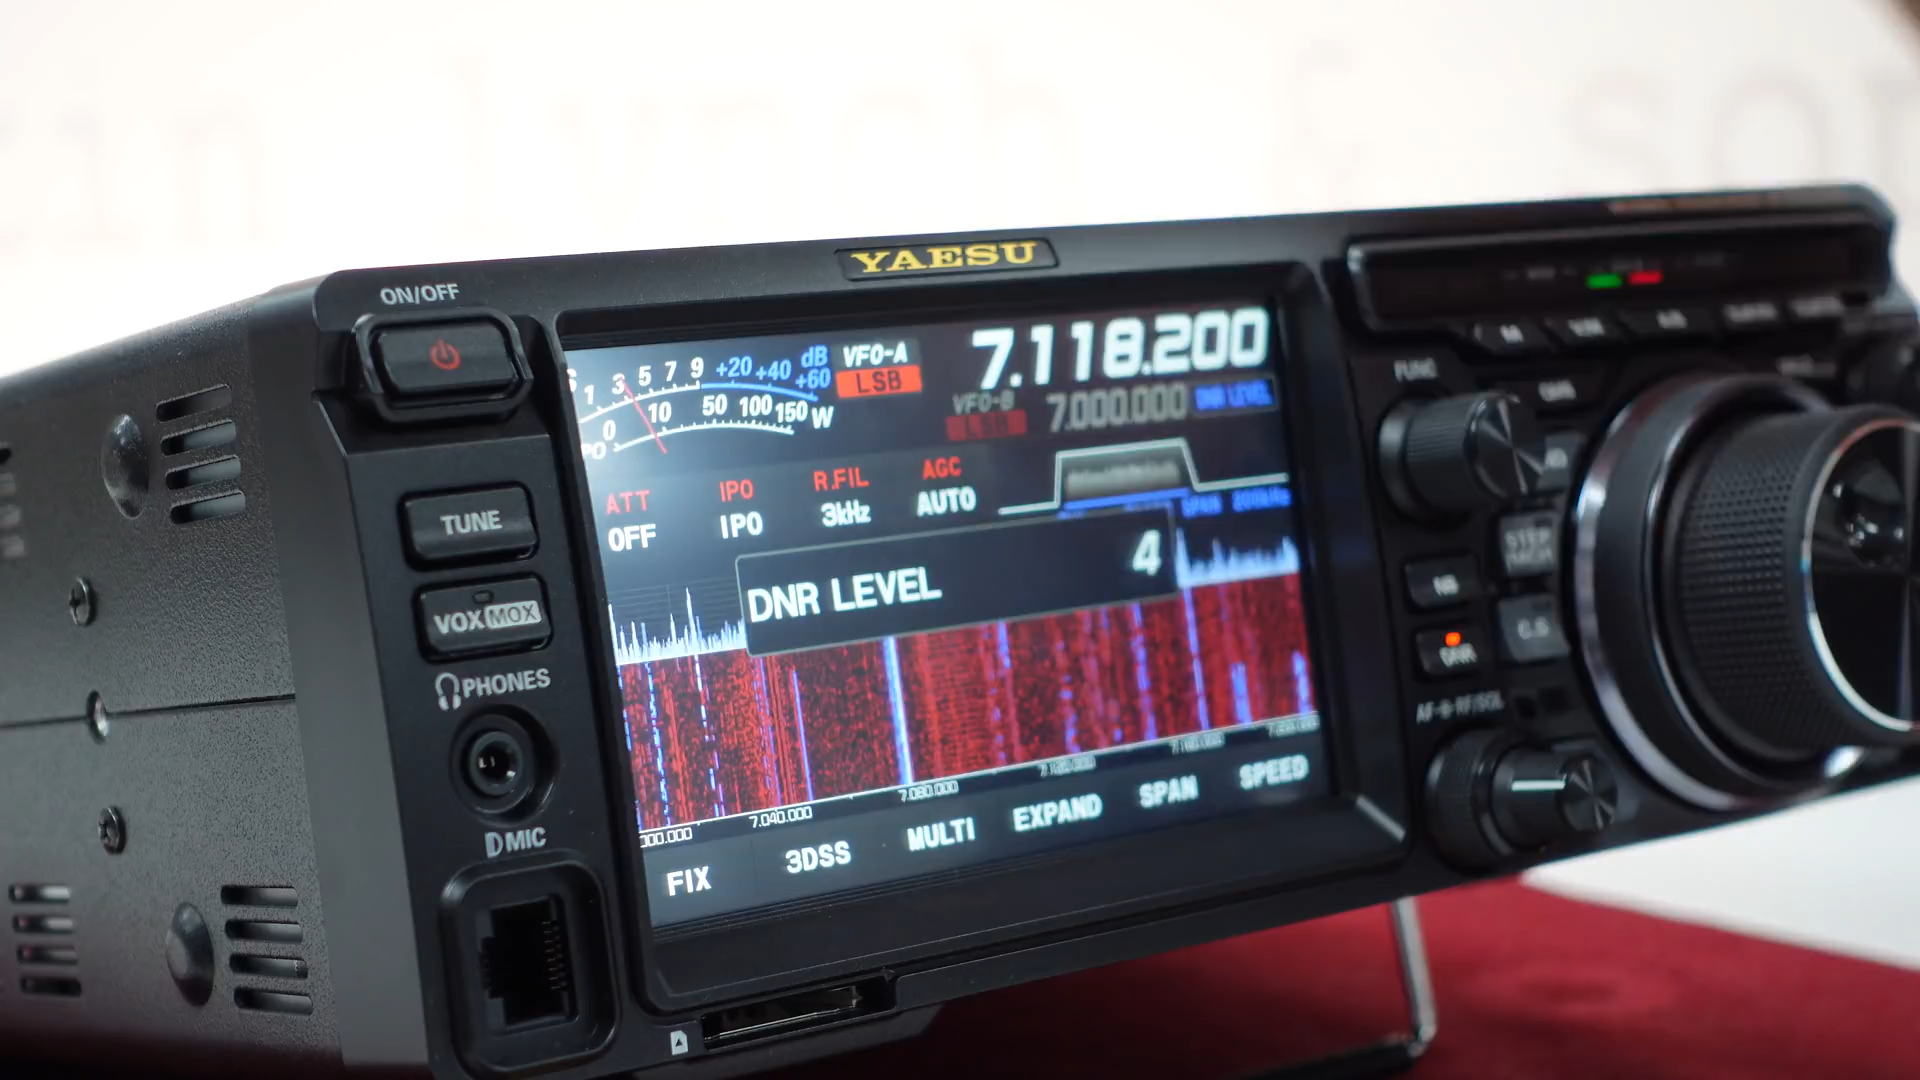 YAESU
ON/OFF
S 1 3 5 7 9 +20 +40 +60 dB
PO 0 10 50 100 150 W
VFO-A
LSB
7.118.200
VFO-B
LSB
7.000.000
DNR LEVEL
ATT IPO R.FIL AGC
OFF IPO 3kHz AUTO
SPAN 200kHz
DNR LEVEL 4
7.040.000 7.080.000
FIX 3DSS MULTI EXPAND SPAN SPEED
TUNE
VOX MOX
PHONES
MIC
FUNC
STEP
NB
DNR
AF RF/SQL